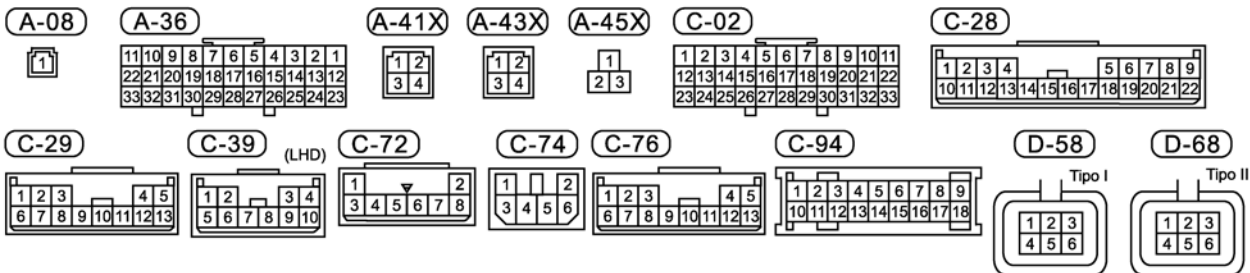 A-08
1
A-36
11 10 9 8 7 6 5 4 3 2 1
22 21 20 19 18 17 16 15 14 13 12
33 32 31 30 29 28 27 26 25 24 23
A-41X
1 2
3 4
A-43X
1 2
3 4
A-45X
1
2 3
C-02
1 2 3 4 5 6 7 8 9 10 11
12 13 14 15 16 17 18 19 20 21 22
23 24 25 26 27 28 29 30 31 32 33
C-28
1 2 3 4 5 6 7 8 9
10 11 12 13 14 15 16 17 18 19 20 21 22
C-29
1 2 3 4 5
6 7 8 9 10 11 12 13
C-39
(LHD)
1 2 3 4
5 6 7 8 9 10
C-72
1 2
3 4 5 6 7 8
C-74
1 2
3 4 5 6
C-76
1 2 3 4 5
6 7 8 9 10 11 12 13
C-94
1 2 3 4 5 6 7 8 9
10 11 12 13 14 15 16 17 18
D-58
Tipo I
1 2 3
4 5 6
D-68
Tipo II
1 2 3
4 5 6